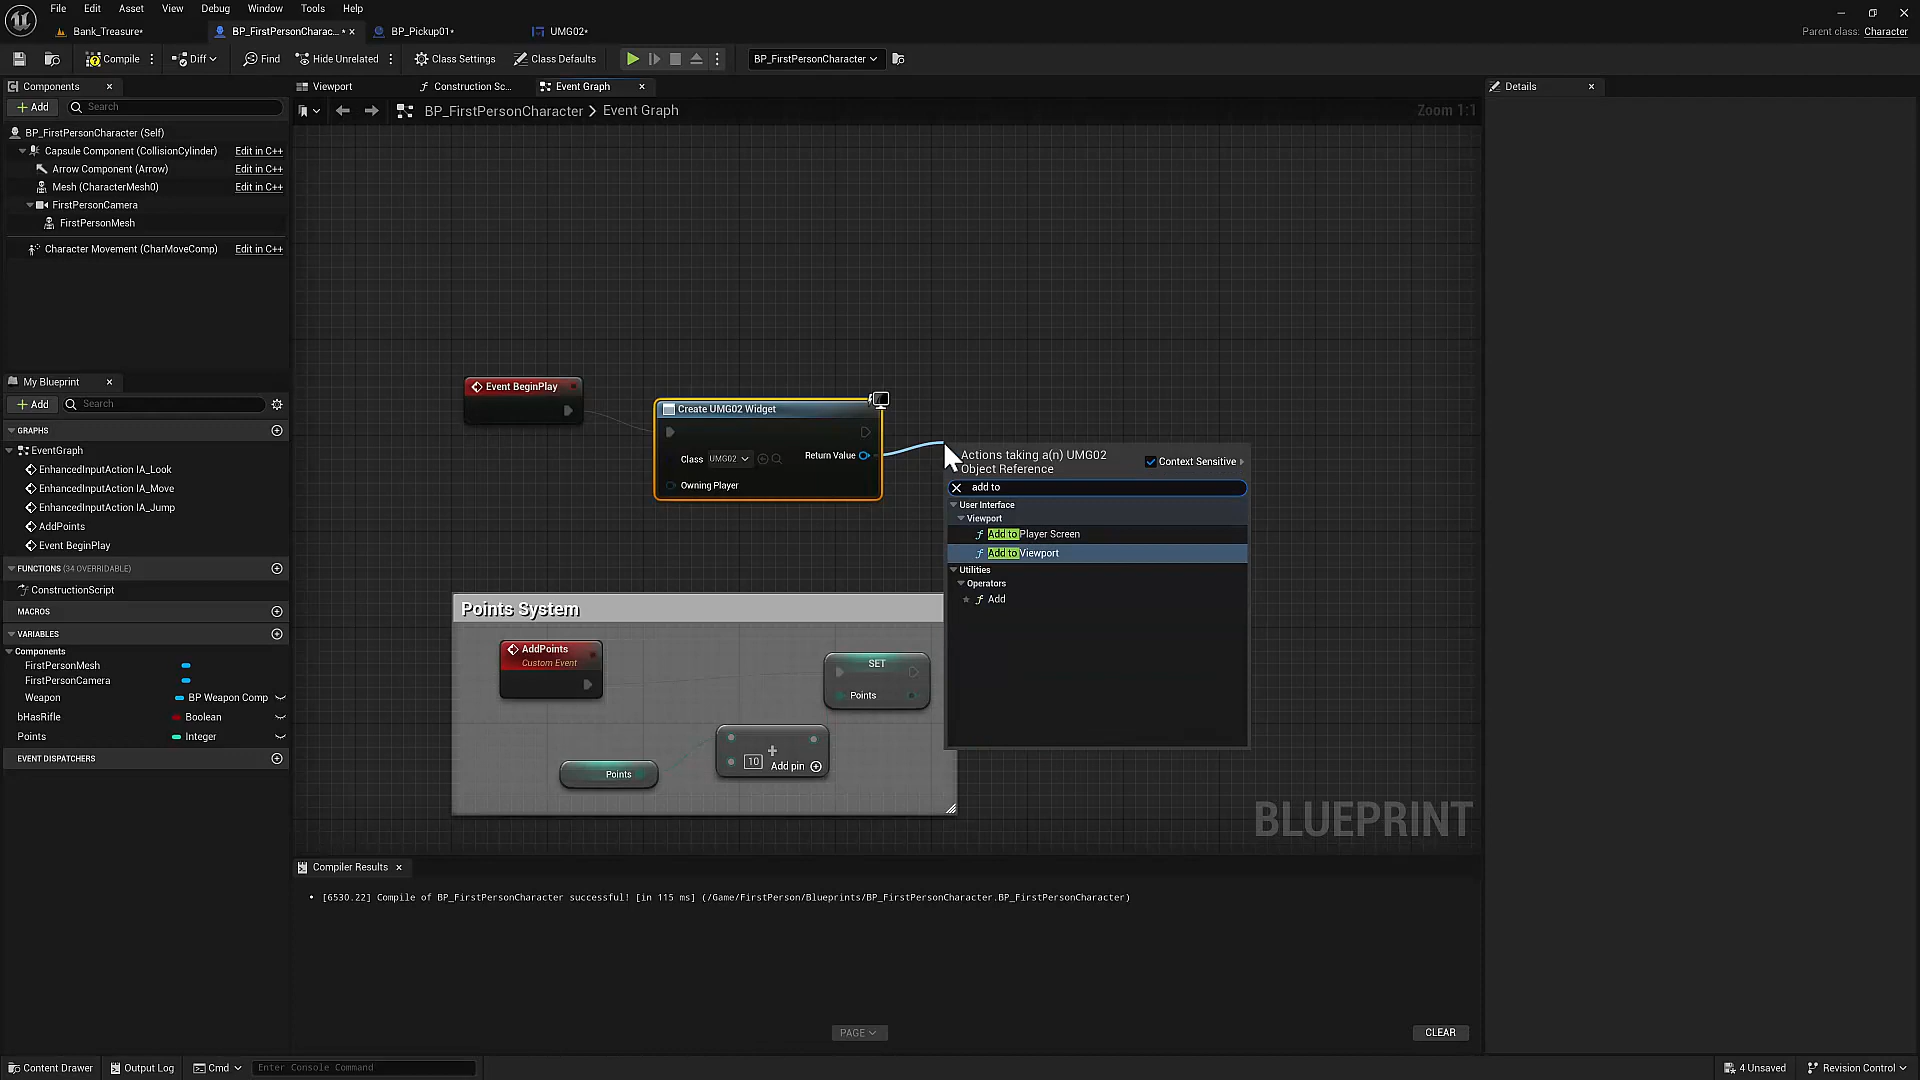 File Edit Asset View Debug Window Tools Help
Bank_Treasure* BP_FirstPersonCharac...* BP_Pickup01* UMG02*
Parent class: Character
Compile Diff Find Hide Unrelated Class Settings Class Defaults BP_FirstPersonCharacter
Components
Add Search
BP_FirstPersonCharacter (Self)
Capsule Component (CollisionCylinder) Edit in C++
Arrow Component (Arrow) Edit in C++
Mesh (CharacterMesh0) Edit in C++
FirstPersonCamera
FirstPersonMesh
Character Movement (CharMoveComp) Edit in C++
My Blueprint
Add Search
GRAPHS
EventGraph
EnhancedInputAction IA_Look
EnhancedInputAction IA_Move
EnhancedInputAction IA_Jump
AddPoints
Event BeginPlay
FUNCTIONS (34 OVERRIDABLE)
ConstructionScript
MACROS
VARIABLES
Components
FirstPersonMesh
FirstPersonCamera
Weapon BP Weapon Comp
bHasRifle Boolean
Points Integer
EVENT DISPATCHERS
Viewport Construction Sc... Event Graph
BP_FirstPersonCharacter > Event Graph
Zoom 1:1
Event BeginPlay
Create UMG02 Widget
Class UMG02 Return Value
Owning Player
Actions taking a(n) UMG02
Object Reference
Context Sensitive
add to
User Interface
Viewport
Add to Player Screen
Add to Viewport
Utilities
Operators
Add
Points System
AddPoints
Custom Event
SET
Points
+
10
Add pin
Points
BLUEPRINT
Compiler Results
• [6530.22] Compile of BP_FirstPersonCharacter successful! [in 115 ms] (/Game/FirstPerson/Blueprints/BP_FirstPersonCharacter.BP_FirstPersonCharacter)
PAGE
CLEAR
Details
Content Drawer Output Log Cmd Enter Console Command
4 Unsaved Revision Control